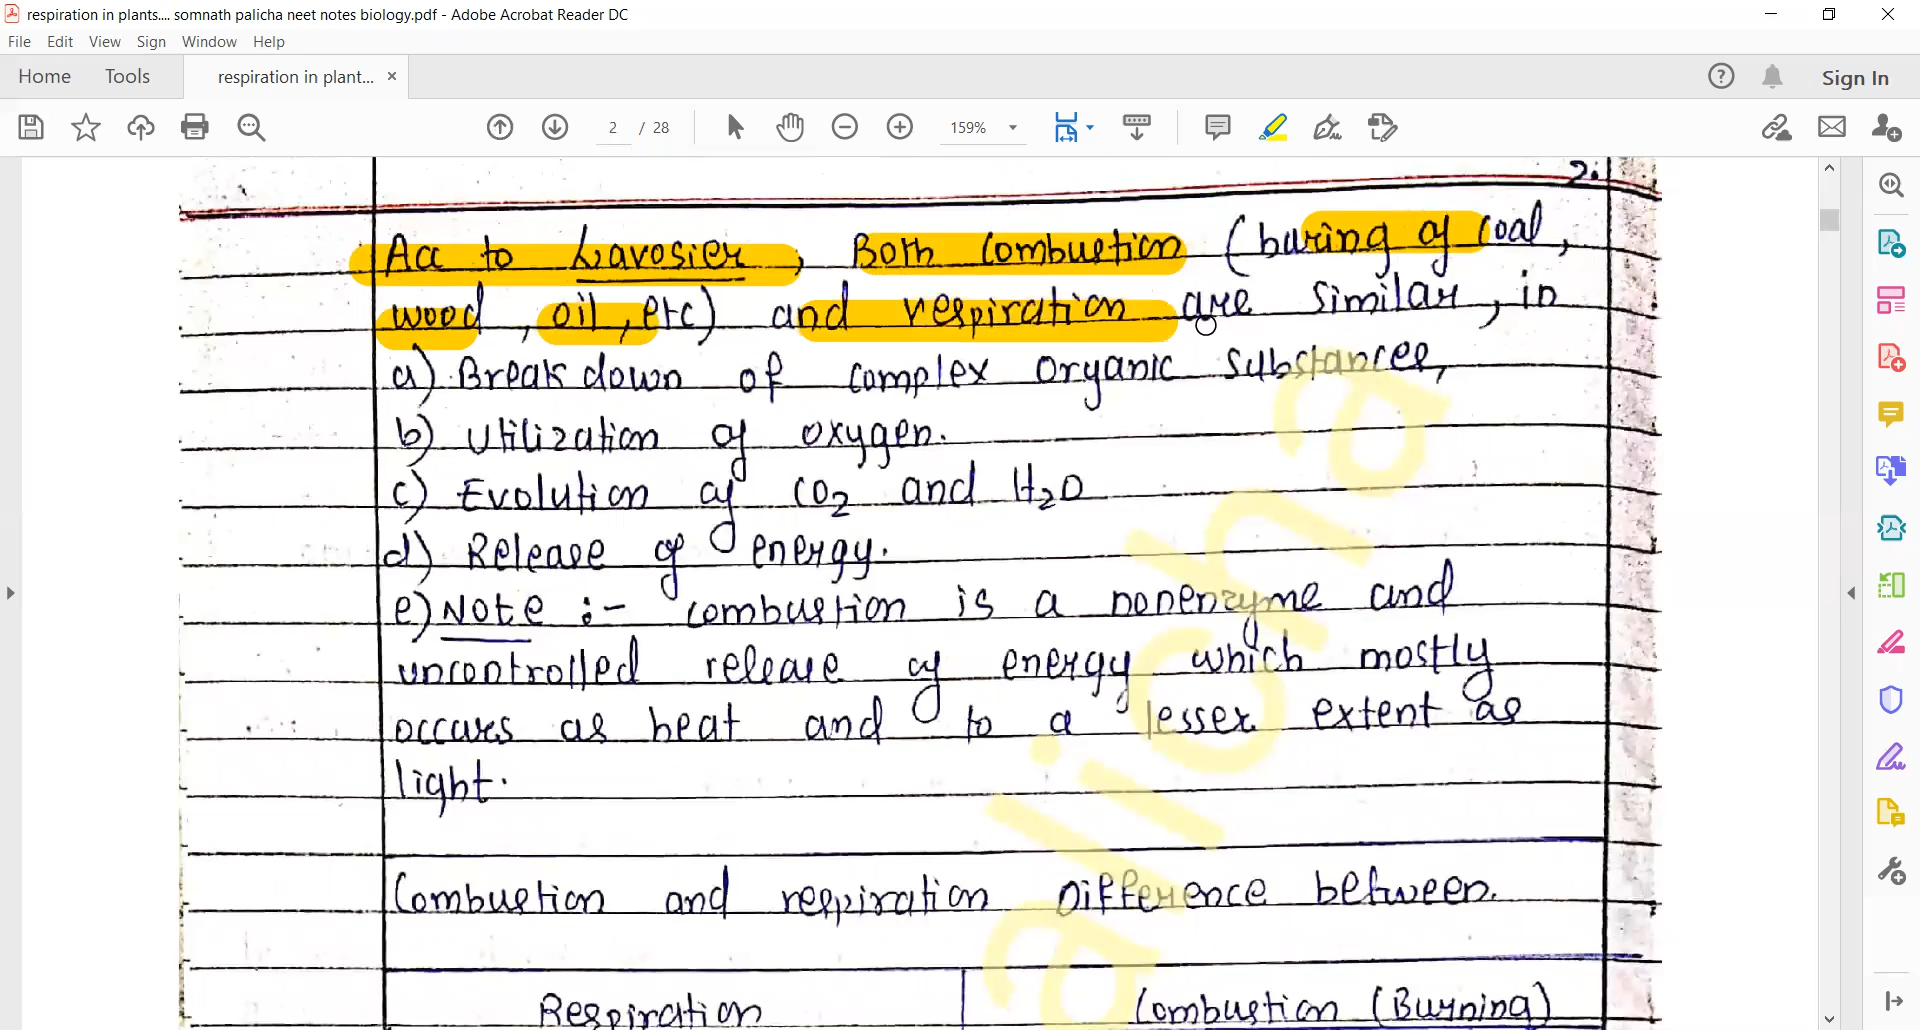 respiration in plants.... somnath palicha neet notes biology.pdf - Adobe Acrobat Reader DC
File Edit View Sign Window Help
Home Tools respiration in plant... ×
Sign In
2 / 28 159%
2.
Acc to Lavosier, Both Combustion (buring of coal,
wood, oil, etc) and respiration are similar, in
a) Break down of complex organic substances,
b) Utilization of oxygen.
c) Evolution of CO2 and H2O
d) Release of energy.
e) Note :- combustion is a nonenzyme and
uncontrolled release of energy which mostly
occurs as heat and to a lesser extent as
light.
Combustion and respiration Difference between.
Respiration Combustion (Burning)
alicha